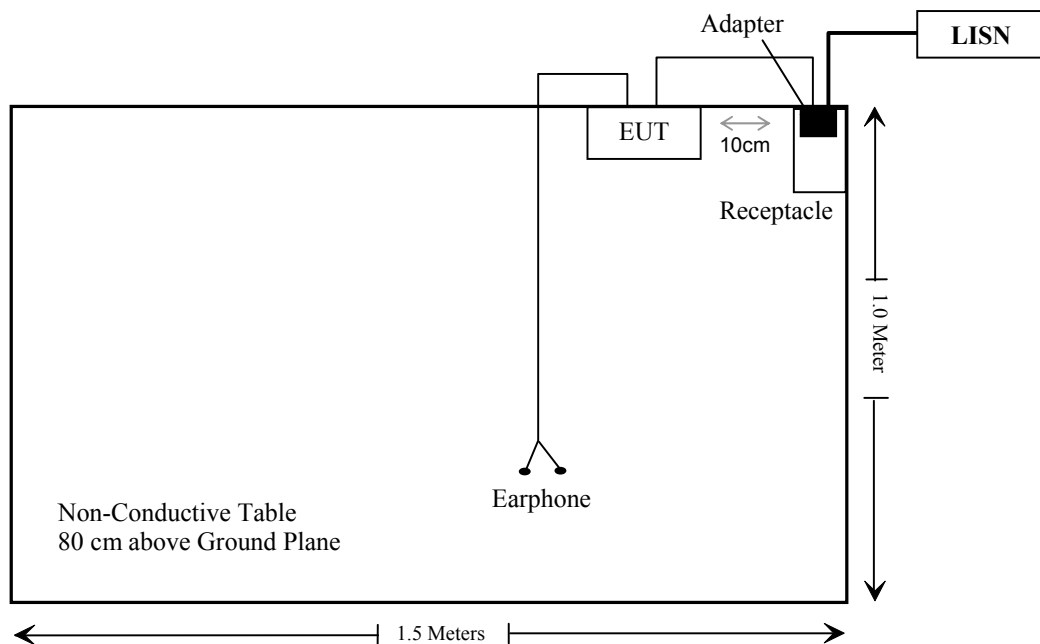 Adapter
LISN
EUT
10cm
Receptacle
1.0 Meter
Earphone
Non-Conductive Table
80 cm above Ground Plane
1.5 Meters